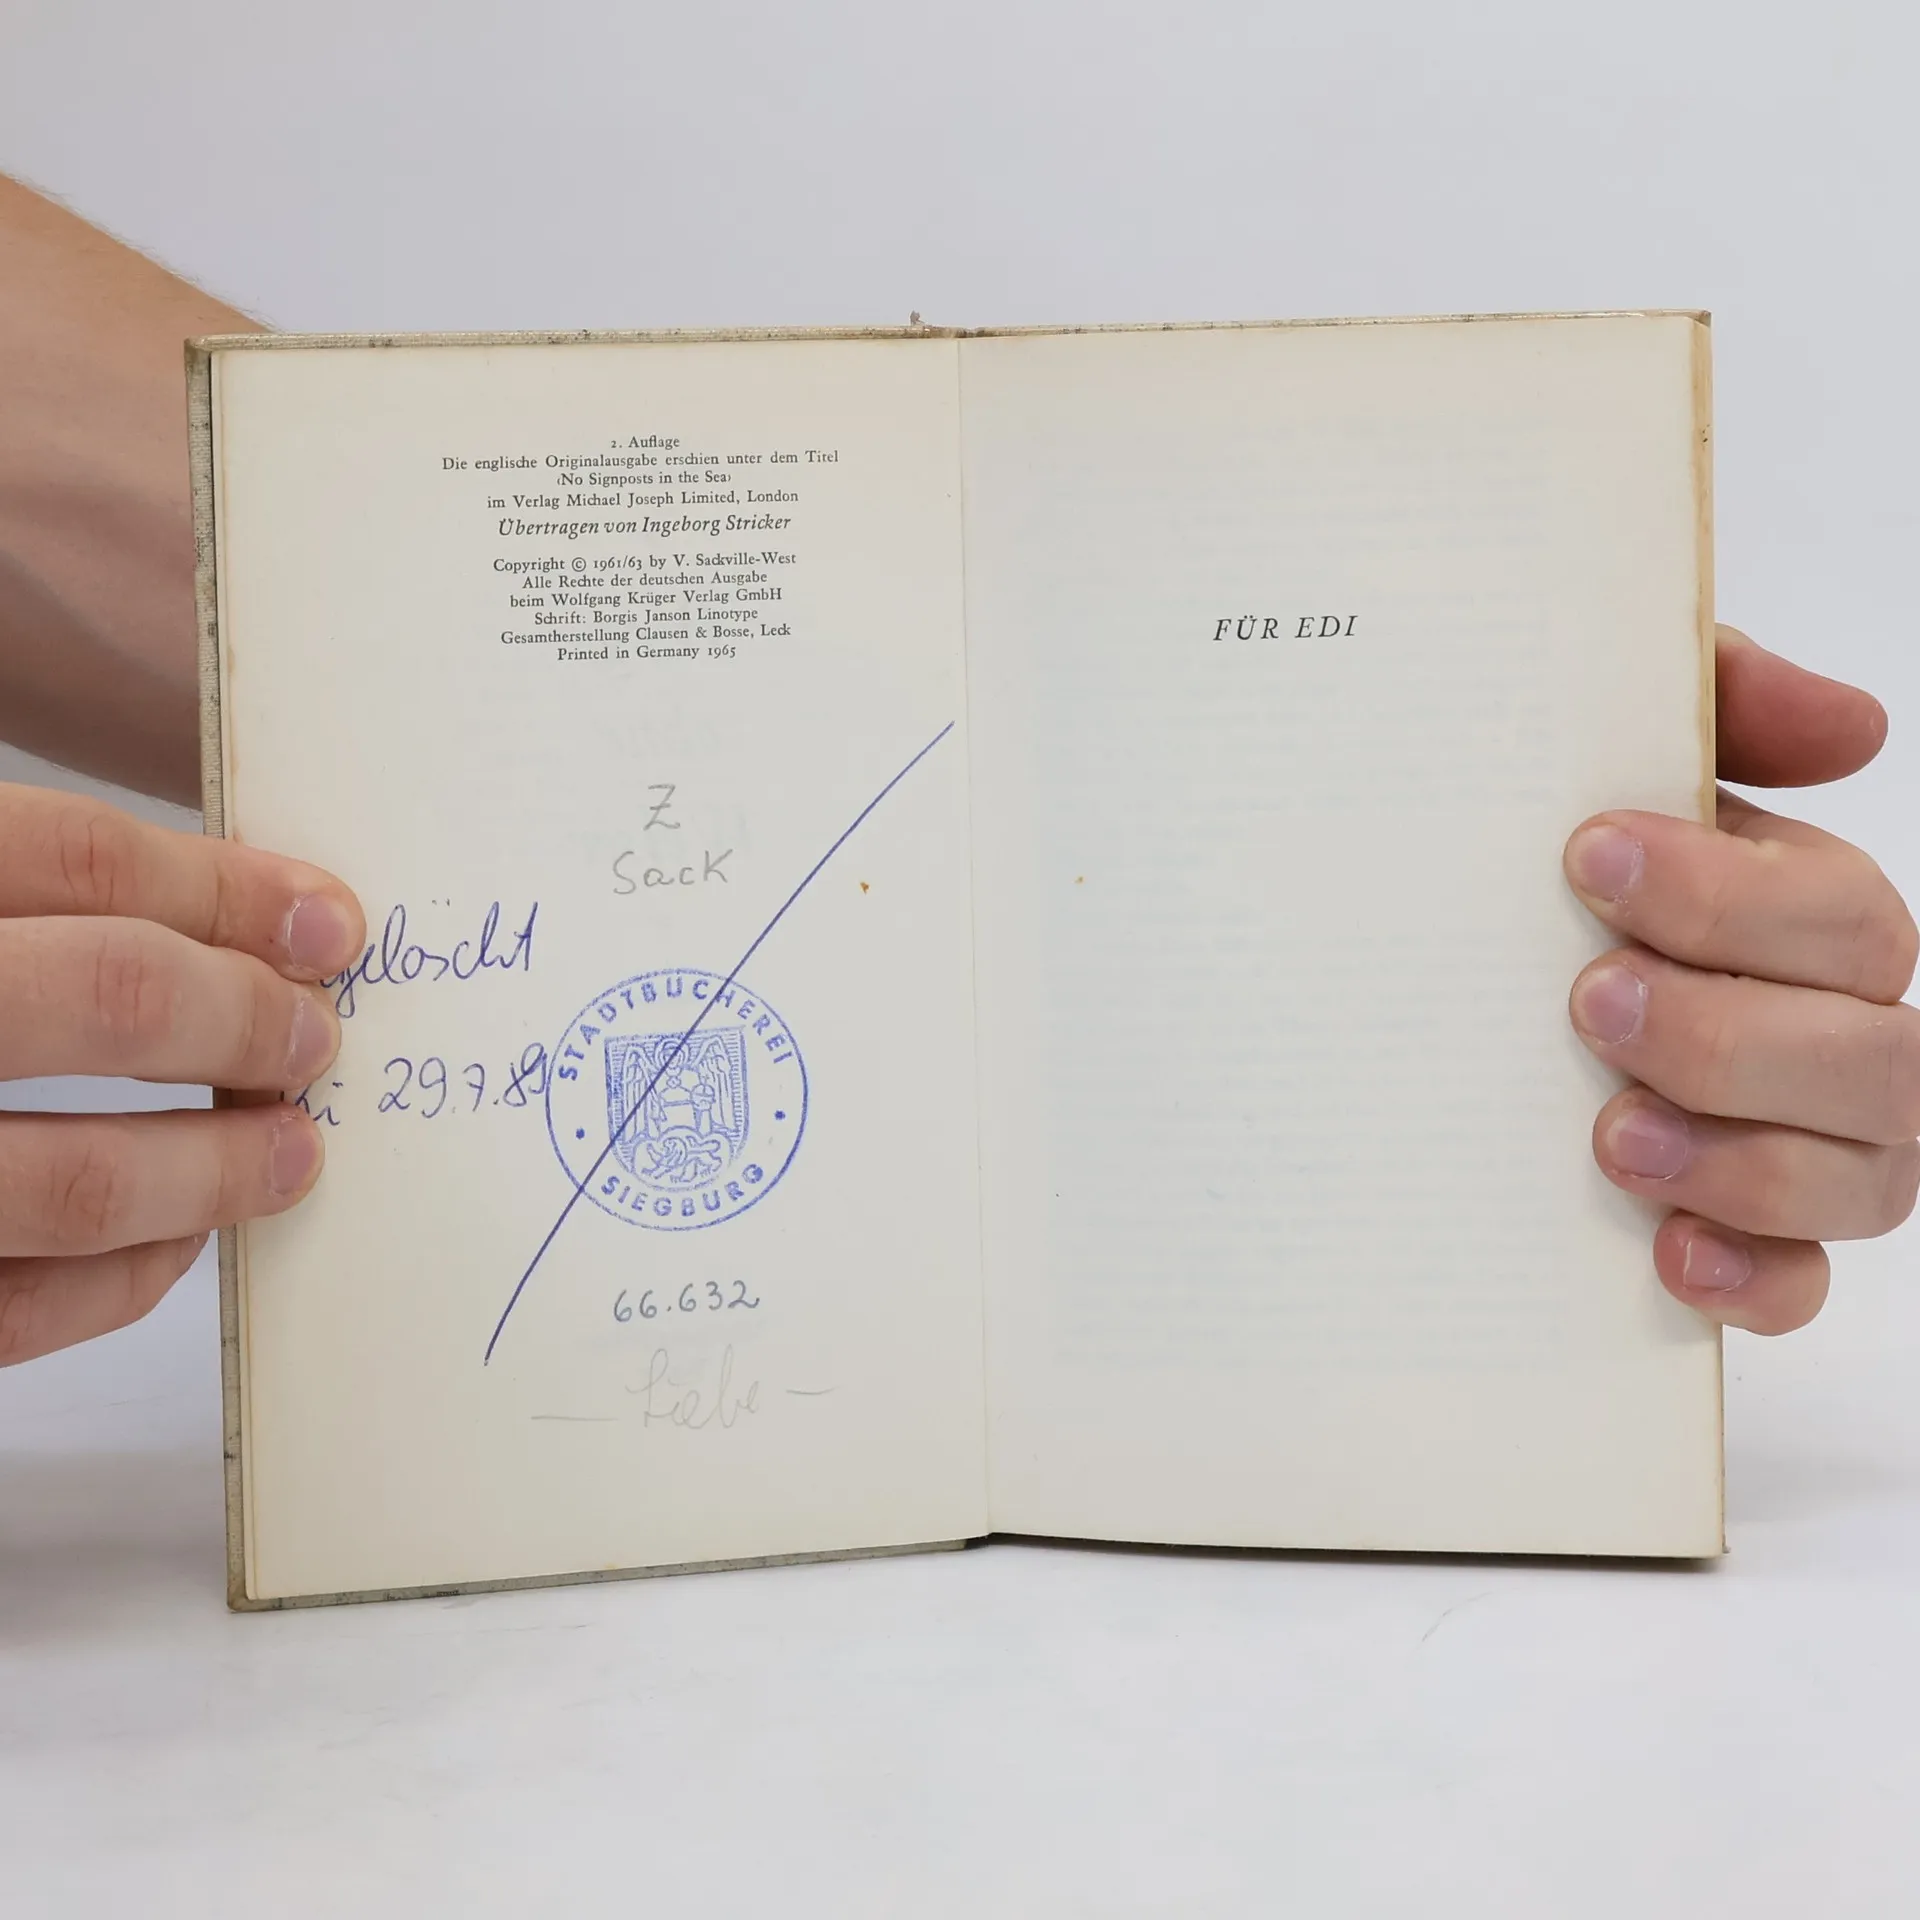 2. Auflage
Die englische Originalausgabe erschien unter dem Titel
‹No Signposts in the Sea›
im Verlag Michael Joseph Limited, London
Übertragen von Ingeborg Stricker
Copyright © 1961/63 by V. Sackville-West
Alle Rechte der deutschen Ausgabe
beim Wolfgang Krüger Verlag GmbH
Schrift: Borgis Janson Linotype
Gesamtherstellung Clausen & Bosse, Leck
Printed in Germany 1965
Z
Sack
gelöscht
29.7.89
STADTBÜCHEREI
SIEGBURG
66.632
— Liebe —
FÜR EDI